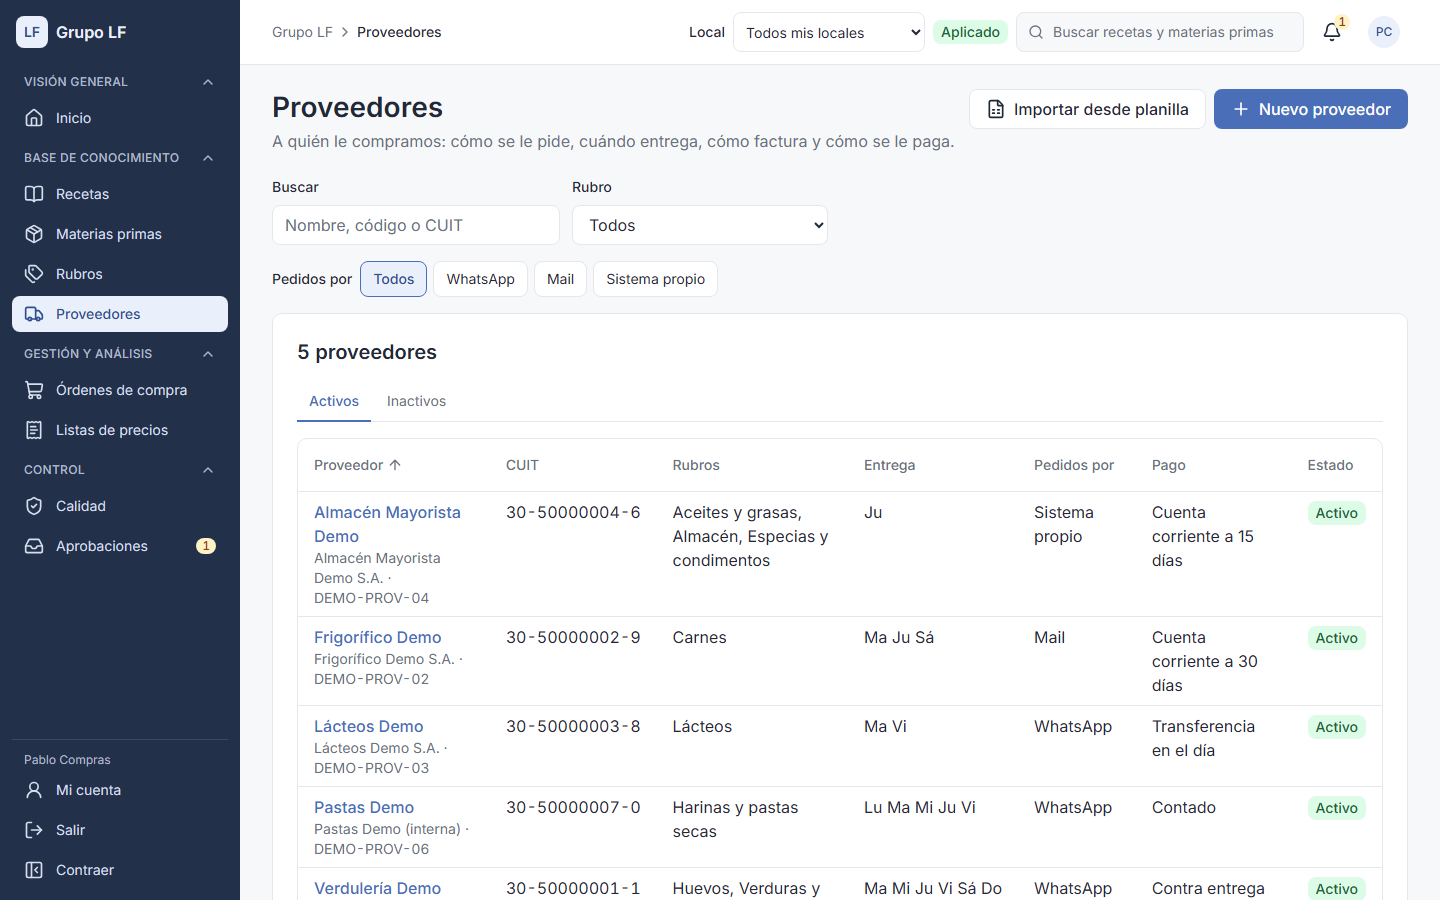 LF Grupo LF
VISIÓN GENERAL
Inicio
BASE DE CONOCIMIENTO
Recetas
Materias primas
Rubros
Proveedores
GESTIÓN Y ANÁLISIS
Órdenes de compra
Listas de precios
CONTROL
Calidad
Aprobaciones 1
Pablo Compras
Mi cuenta
Salir
Contraer
Grupo LF > Proveedores
Local Todos mis locales Aplicado Buscar recetas y materias primas 1 PC
Proveedores
A quién le compramos: cómo se le pide, cuándo entrega, cómo factura y cómo se le paga.
Importar desde planilla
+ Nuevo proveedor
Buscar Rubro
Nombre, código o CUIT Todos
Pedidos por Todos WhatsApp Mail Sistema propio
5 proveedores
Activos Inactivos
Proveedor ↑ CUIT Rubros Entrega Pedidos por Pago Estado
Almacén Mayorista 30-50000004-6 Aceites y grasas, Ju Sistema Cuenta Activo
Demo Almacén, Especias y propio corriente a 15
Almacén Mayorista condimentos días
Demo S.A. ·
DEMO-PROV-04
Frigorífico Demo 30-50000002-9 Carnes Ma Ju Sá Mail Cuenta Activo
Frigorífico Demo S.A. · corriente a 30
DEMO-PROV-02 días
Lácteos Demo 30-50000003-8 Lácteos Ma Vi WhatsApp Transferencia Activo
Lácteos Demo S.A. · en el día
DEMO-PROV-03
Pastas Demo 30-50000007-0 Harinas y pastas Lu Ma Mi Ju Vi WhatsApp Contado Activo
Pastas Demo (interna) · secas
DEMO-PROV-06
Verdulería Demo 30-50000001-1 Huevos, Verduras y Ma Mi Ju Vi Sá Do WhatsApp Contra entrega Activo